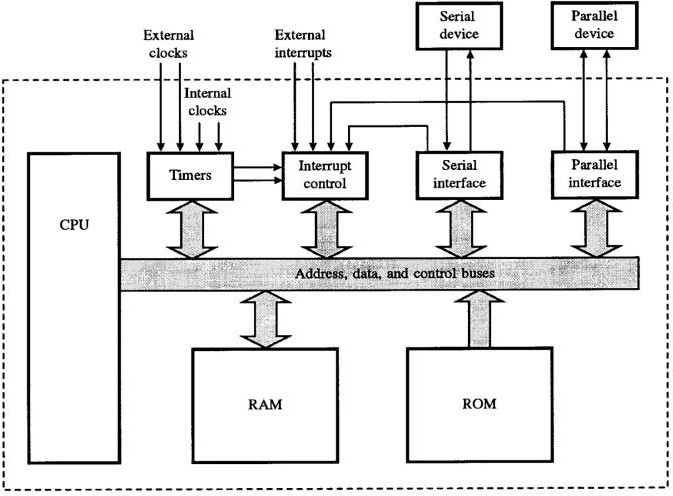 Serial
device
Parallel
device
External
clocks
External
interrupts
Internal
clocks
Timers
Interrupt
control
Serial
interface
Parallel
interface
CPU
Address, data, and control buses
RAM
ROM